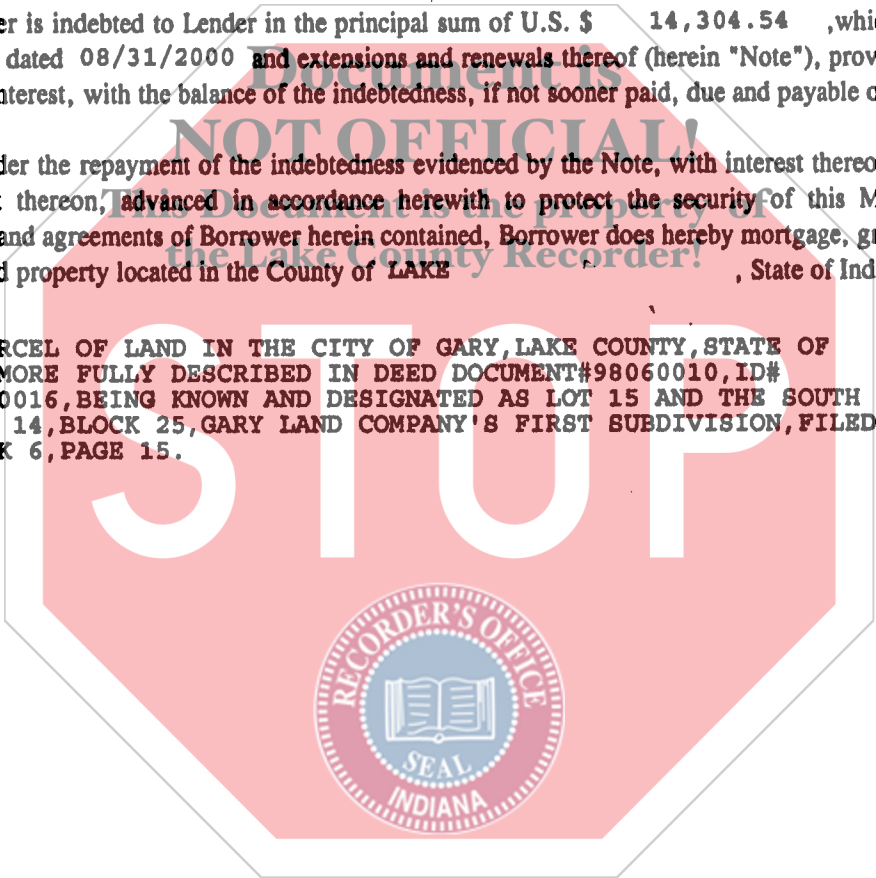 er is indebted to Lender in the principal sum of U.S. $ 14,304.54 ,whic
dated 08/31/2000 and extensions and renewals thereof (herein "Note"), prov
nterest, with the balance of the indebtedness, if not sooner paid, due and payable o
der the repayment of the indebtedness evidenced by the Note, with interest thereo
t thereon, advanced in accordance herewith to protect the security of this M
and agreements of Borrower herein contained, Borrower does hereby mortgage, gr
d property located in the County of LAKE , State of Ind
RCEL OF LAND IN THE CITY OF GARY,LAKE COUNTY,STATE OF
MORE FULLY DESCRIBED IN DEED DOCUMENT#98060010,ID#
0016,BEING KNOWN AND DESIGNATED AS LOT 15 AND THE SOUTH
14,BLOCK 25,GARY LAND COMPANY'S FIRST SUBDIVISION,FILED
K 6,PAGE 15.
Document is
NOT OFFICIAL!
This Document is the property of
the Lake County Recorder!
STOP
RECORDER'S OFFICE
SEAL
INDIANA